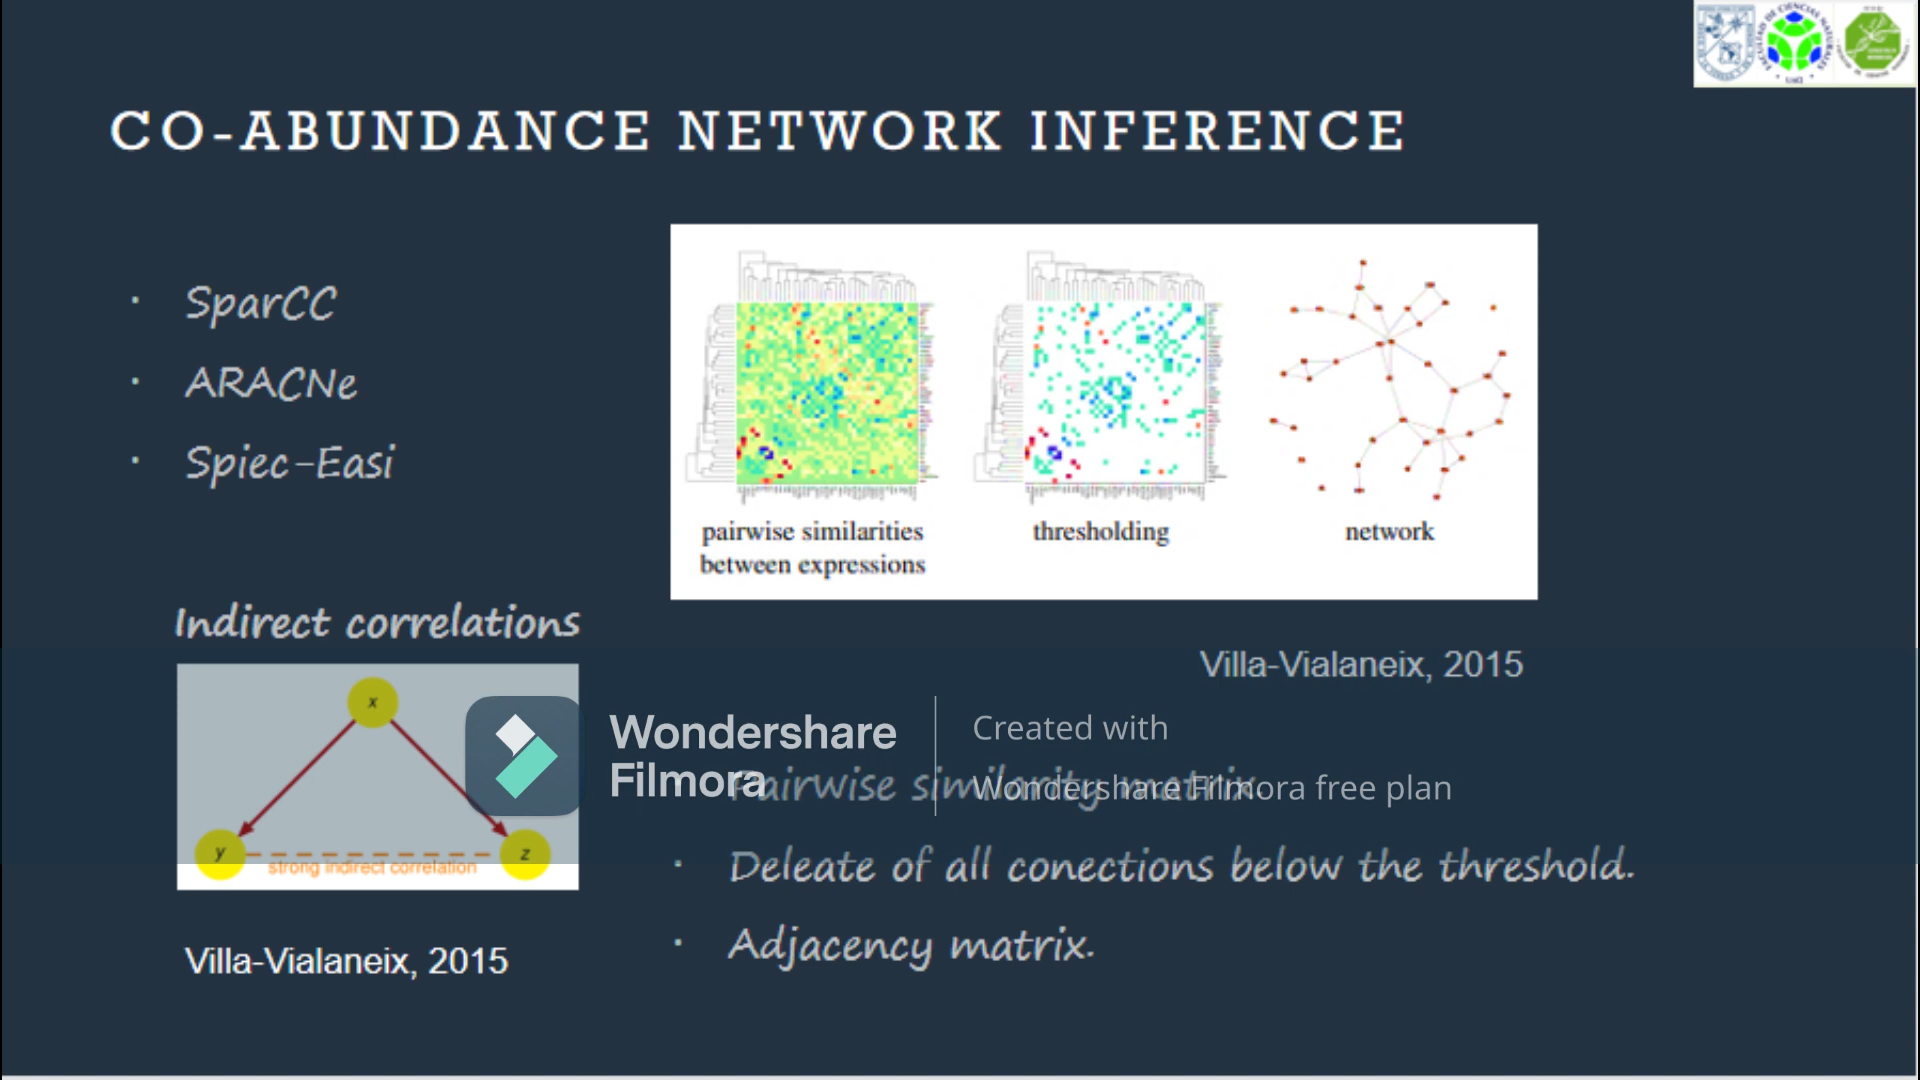 CO-ABUNDANCE NETWORK INFERENCE
· SparCC
· ARACNe
· Spiec-Easi
pairwise similarities
between expressions
thresholding
network
Villa-Vialaneix, 2015
Indirect correlations
x
y
z
strong indirect correlation
Villa-Vialaneix, 2015
Wondershare
Filmora
Created with
Wondershare Filmora free plan
Pairwise similarity matrix.
· Deleate of all conections below the threshold.
· Adjacency matrix.